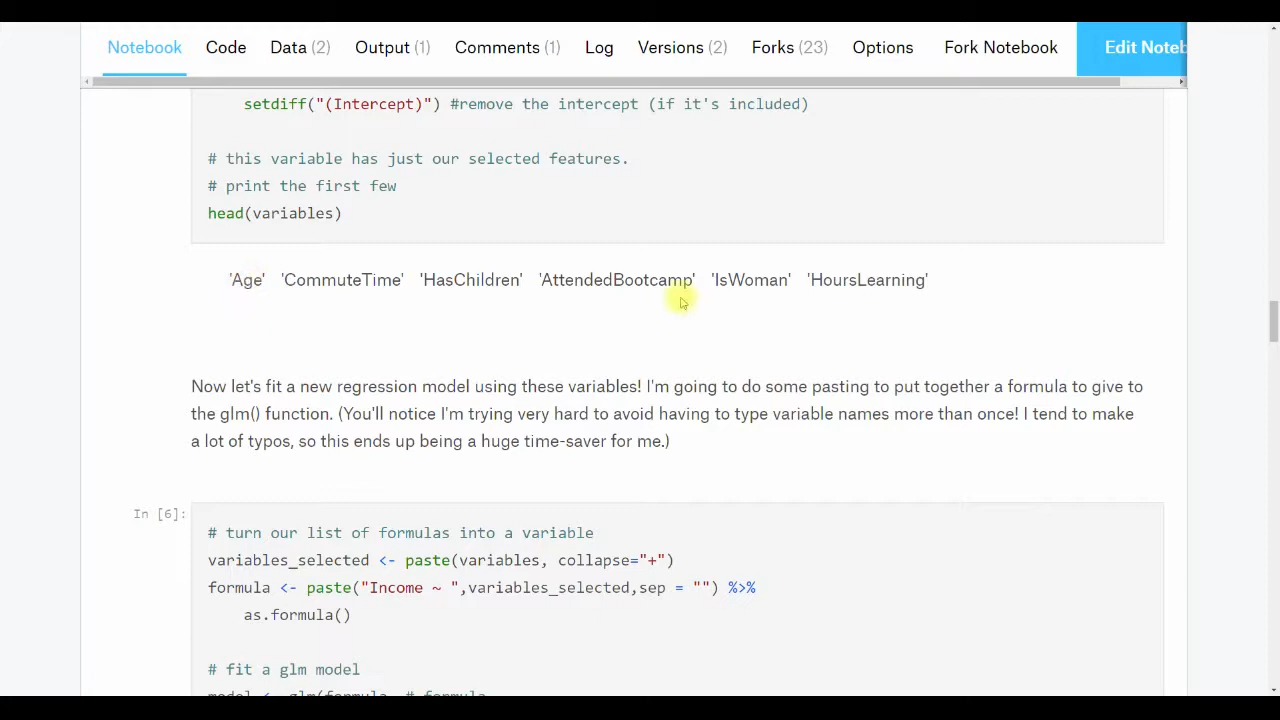 Notebook Code Data (2) Output (1) Comments (1) Log Versions (2) Forks (23) Options Fork Notebook Edit Noteb
setdiff("(Intercept)") #remove the intercept (if it's included)
# this variable has just our selected features.
# print the first few
head(variables)
'Age' 'CommuteTime' 'HasChildren' 'AttendedBootcamp' 'IsWoman' 'HoursLearning'
Now let's fit a new regression model using these variables! I'm going to do some pasting to put together a formula to give to
the glm() function. (You'll notice I'm trying very hard to avoid having to type variable names more than once! I tend to make
a lot of typos, so this ends up being a huge time-saver for me.)
In [6]:
# turn our list of formulas into a variable
variables_selected <- paste(variables, collapse="+")
formula <- paste("Income ~ ",variables_selected,sep = "") %>%
as.formula()
# fit a glm model
model <- glm(formula, # formula